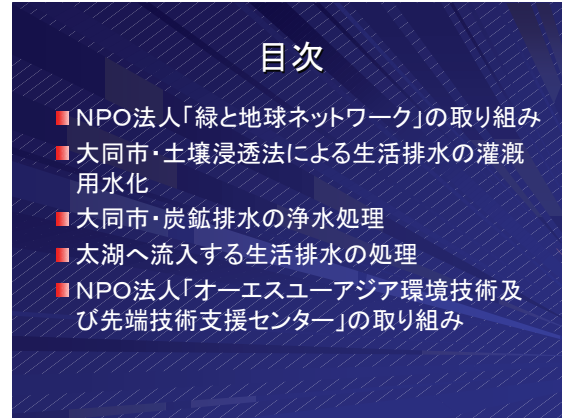 目次
NPO法人「緑と地球ネットワーク」の取り組み
大同市・土壌浸透法による生活排水の灌漑
用水化
大同市・炭鉱排水の浄水処理
太湖へ流入する生活排水の処理
NPO法人「オーエスユーアジア環境技術及
び先端技術支援センター」の取り組み